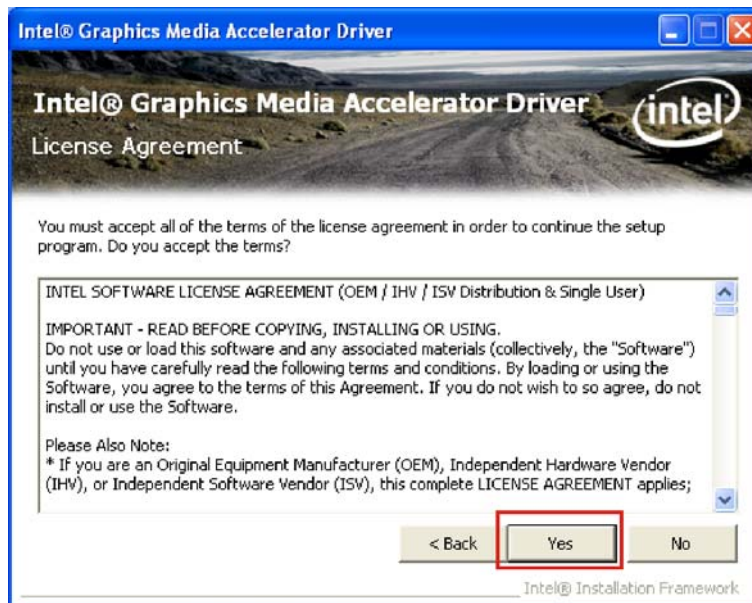 Intel® Graphics Media Accelerator Driver
Intel® Graphics Media Accelerator Driver
intel
License Agreement
You must accept all of the terms of the license agreement in order to continue the setup
program. Do you accept the terms?
INTEL SOFTWARE LICENSE AGREEMENT (OEM / IHV / ISV Distribution & Single User)
IMPORTANT - READ BEFORE COPYING, INSTALLING OR USING.
Do not use or load this software and any associated materials (collectively, the "Software")
until you have carefully read the following terms and conditions. By loading or using the
Software, you agree to the terms of this Agreement. If you do not wish to so agree, do not
install or use the Software.
Please Also Note:
* If you are an Original Equipment Manufacturer (OEM), Independent Hardware Vendor
(IHV), or Independent Software Vendor (ISV), this complete LICENSE AGREEMENT applies;
< Back Yes No
Intel® Installation Framework